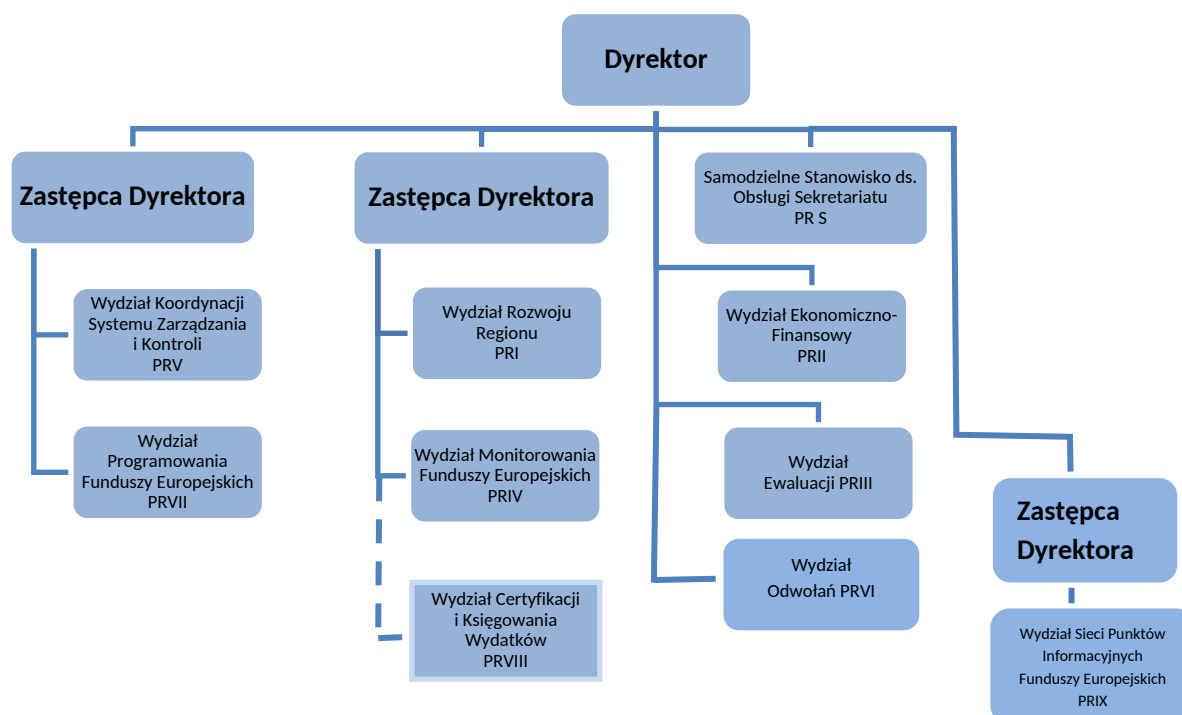 Dyrektor
Zastępca Dyrektora
Zastępca Dyrektora
Samodzielne Stanowisko ds.
Obsługi Sekretariatu
PR S
Wydział Koordynacji
Systemu Zarządzania
i Kontroli
PRV
Wydział Rozwoju
Regionu
PRI
Wydział Ekonomiczno-
Finansowy
PRII
Wydział
Programowania
Funduszy Europejskich
PRVII
Wydział Monitorowania
Funduszy Europejskich
PRIV
Wydział
Ewaluacji PRIII
Zastępca
Dyrektora
Wydział
Odwołań PRVI
Wydział Certyfikacji
i Księgowania
Wydatków
PRVIII
Wydział Sieci Punktów
Informacyjnych
Funduszy Europejskich
PRIX